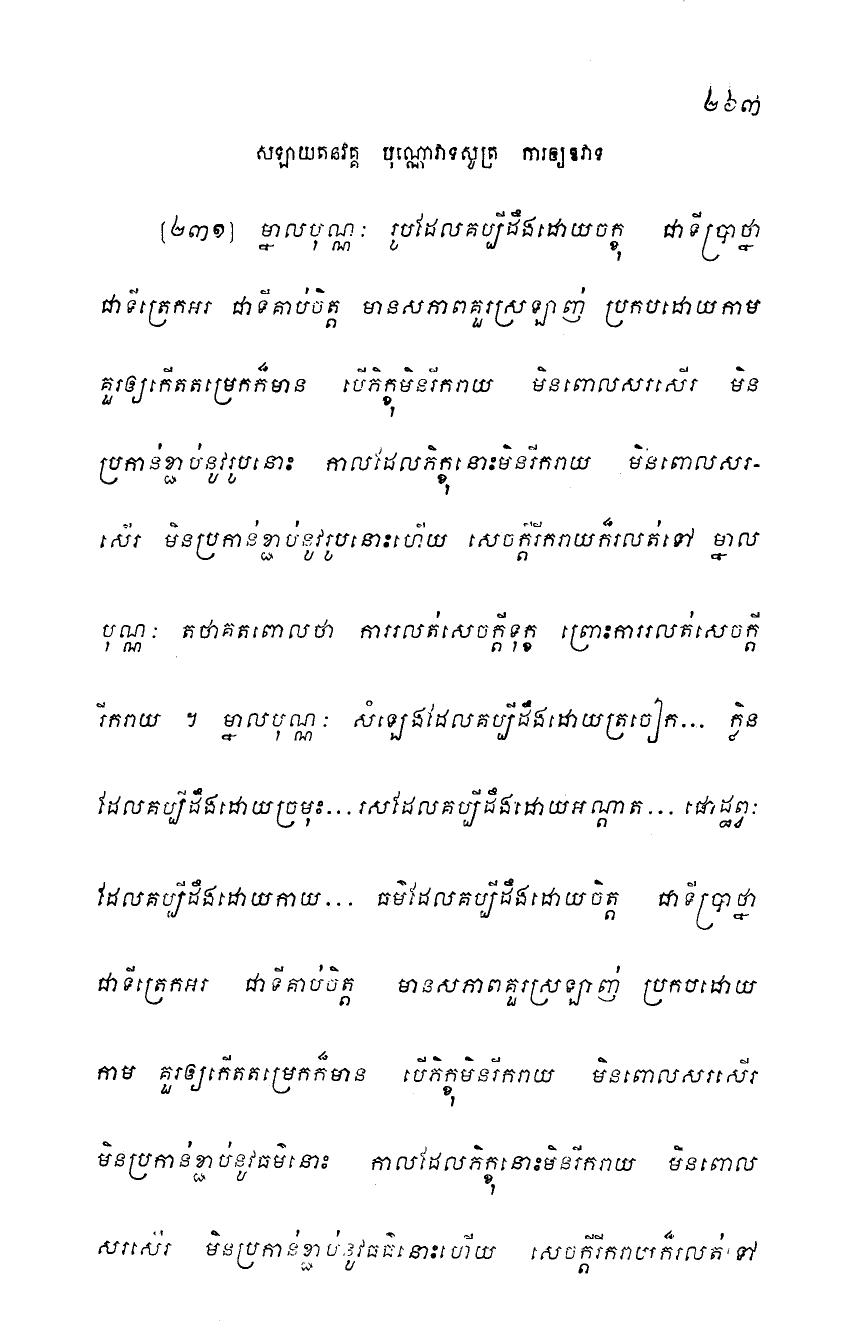 ២៦៣
សឡាយតនវគ្គ បុណ្ណោវាទសូត្រ ការឲ្យឱវាទ
[២៣១] ម្នាលបុណ្ណៈ រូបដែលគប្បីដឹងដោយចក្ខុ ជាទីប្រាថ្នា
ជាទីត្រេកអរ ជាទីគាប់ចិត្ត មានសភាពគួរស្រឡាញ់ ប្រកបដោយកាម
គួរឲ្យកើតតម្រេកក៏មាន បើភិក្ខុមិនរីករាយ មិនពោលសរសើរ មិន
ប្រកាន់ខ្ជាប់នូវរូបនោះ កាលដែលភិក្ខុនោះមិនរីករាយ មិនពោលសរ-
សើរ មិនប្រកាន់ខ្ជាប់នូវរូបនោះហើយ សេចក្តីរីករាយក៏រលត់ទៅ ម្នាល
បុណ្ណៈ តថាគតពោលថា ការរលត់សេចក្តីទុក្ខ ព្រោះការរលត់សេចក្តី
រីករាយ ។ ម្នាលបុណ្ណៈ សំឡេងដែលគប្បីដឹងដោយត្រចៀក... ក្លិន
ដែលគប្បីដឹងដោយច្រមុះ... រសដែលគប្បីដឹងដោយអណ្តាត... ផោដ្ឋព្វៈ
ដែលគប្បីដឹងដោយកាយ... ធម៌ដែលគប្បីដឹងដោយចិត្ត ជាទីប្រាថ្នា
ជាទីត្រេកអរ ជាទីគាប់ចិត្ត មានសភាពគួរស្រឡាញ់ ប្រកបដោយ
កាម គួរឲ្យកើតតម្រេកក៏មាន បើភិក្ខុមិនរីករាយ មិនពោលសរសើរ
មិនប្រកាន់ខ្ជាប់នូវធម៌នោះ កាលដែលភិក្ខុនោះមិនរីករាយ មិនពោល
សរសើរ មិនប្រកាន់ខ្ជាប់នូវធម៌នោះហើយ សេចក្តីរីករាយក៏រលត់ទៅ